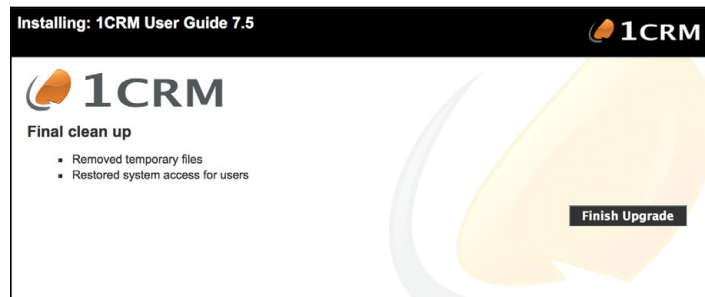 Installing: 1CRM User Guide 7.5
1CRM
1CRM
Final clean up
Removed temporary files
Restored system access for users
Finish Upgrade